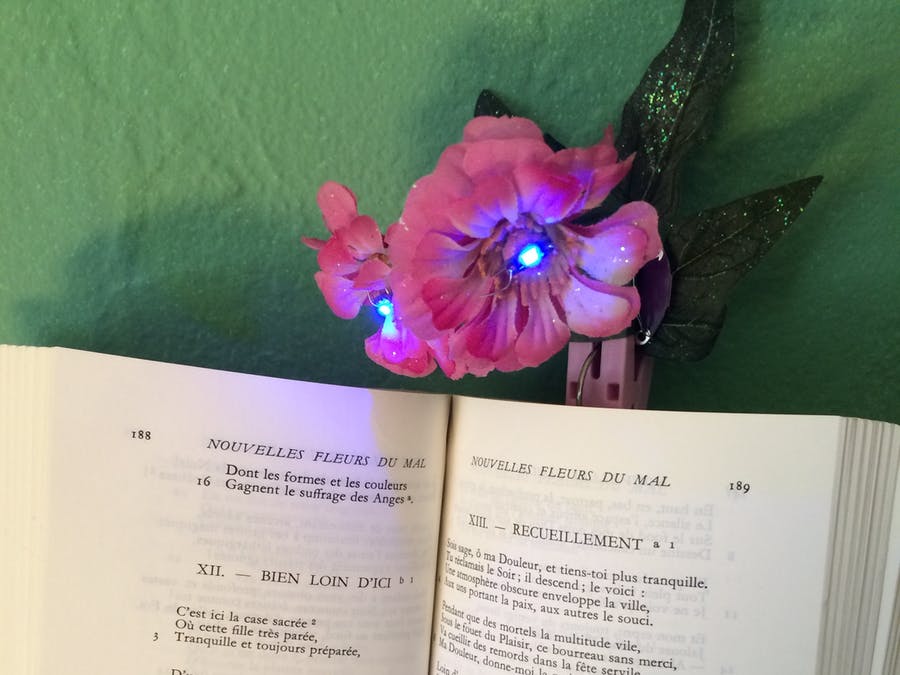 188
NOUVELLES FLEURS DU MAL
Dont les formes et les couleurs
16 Gagnent le suffrage des Anges ª.
XII. — BIEN LOIN D'ICI b 1
C'est ici la case sacrée ²
Où cette fille très parée,
3 Tranquille et toujours préparée,
NOUVELLES FLEURS DU MAL
189
XIII. — RECUEILLEMENT a 1
Sois sage, ô ma Douleur, et tiens-toi plus tranquille.
Tu réclamais le Soir ; il descend ; le voici :
Une atmosphère obscure enveloppe la ville,
Aux uns portant la paix, aux autres le souci.
Pendant que des mortels la multitude vile,
Sous le fouet du Plaisir, ce bourreau sans merci,
Va cueillir des remords dans la fête servile,
Ma Douleur, donne-moi la